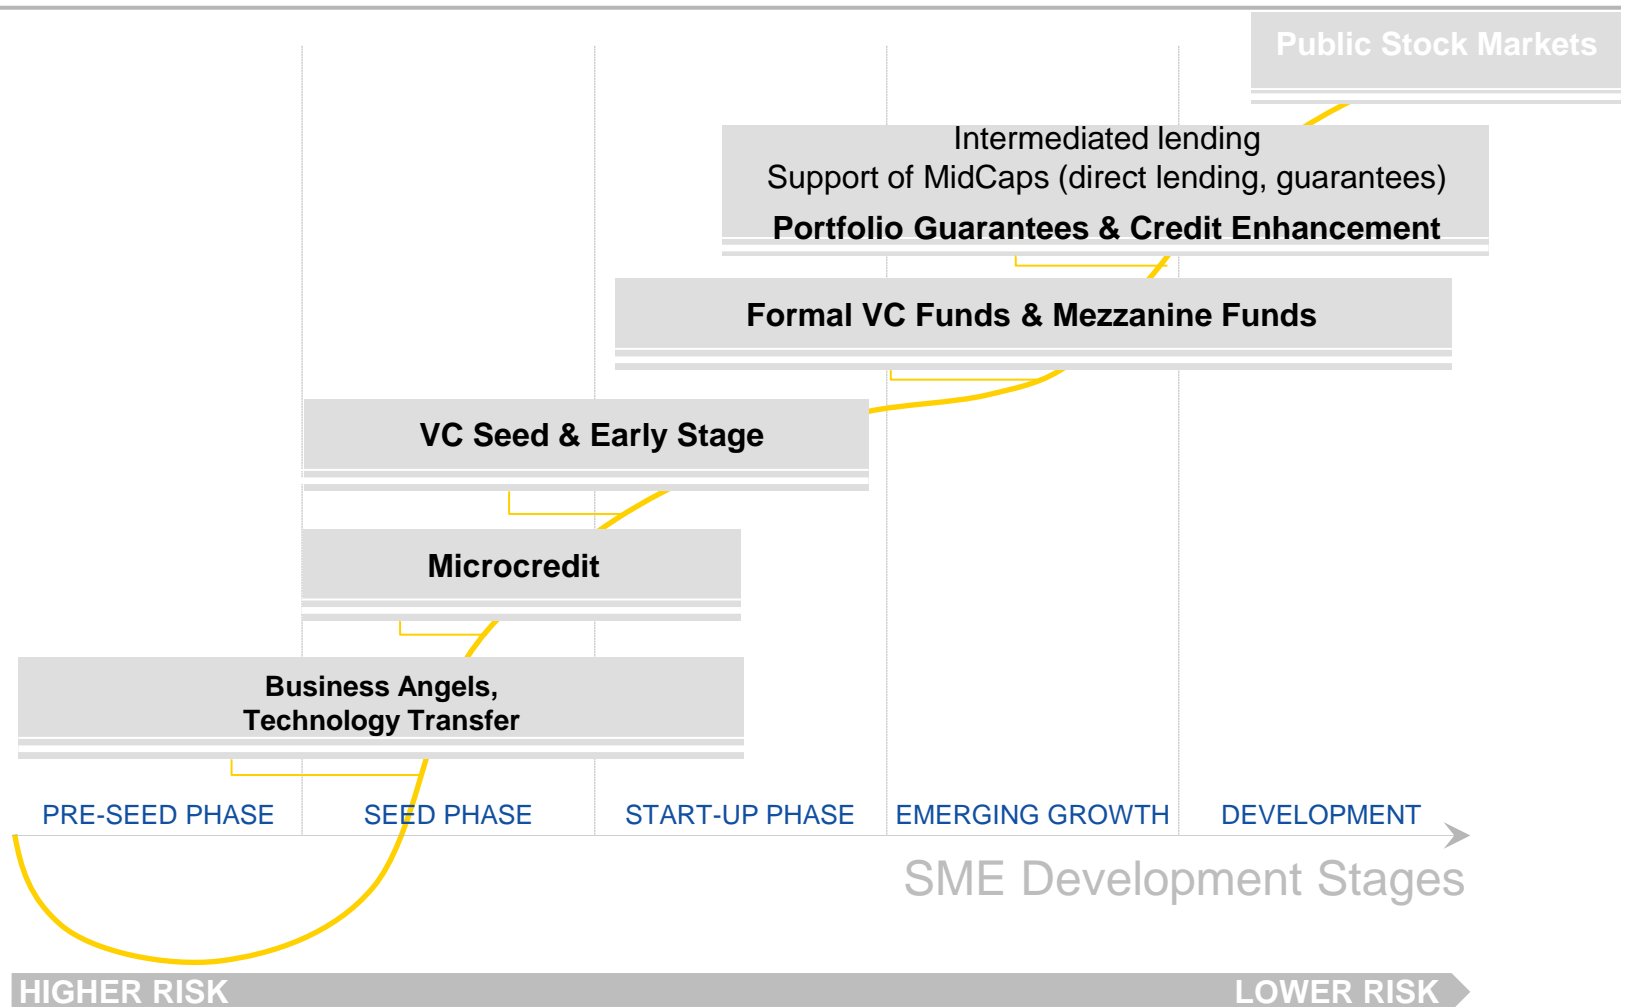 Public Stock Markets
Intermediated lending
Support of MidCaps (direct lending, guarantees)
Portfolio Guarantees & Credit Enhancement
Formal VC Funds & Mezzanine Funds
VC Seed & Early Stage
Microcredit
Business Angels,
Technology Transfer
PRE-SEED PHASE
SEED PHASE
START-UP PHASE
EMERGING GROWTH
DEVELOPMENT
SME Development Stages
HIGHER RISK
LOWER RISK